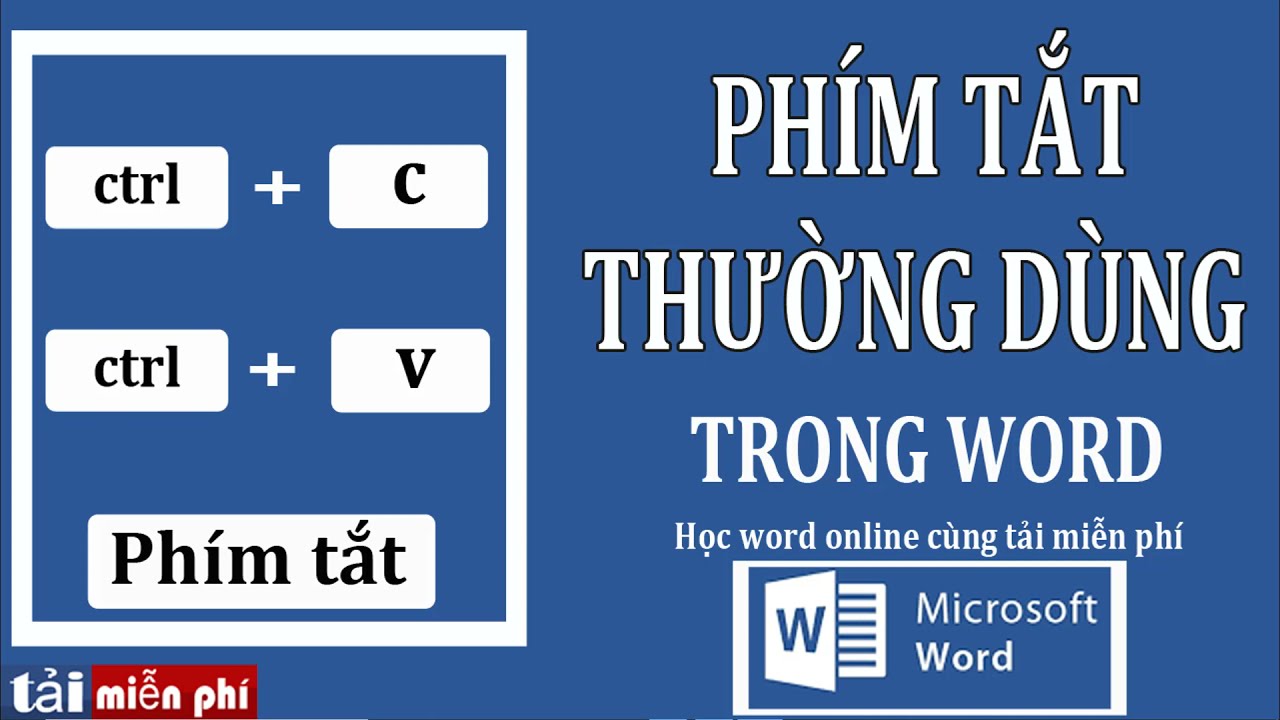 ctrl + c
ctrl + v
Phím tắt
PHÍM TẮT
THƯỜNG DÙNG
TRONG WORD
Học word online cùng tải miễn phí
W
Microsoft
Word
tải miễn phí